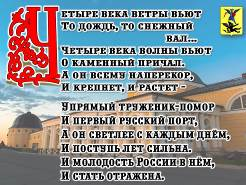 Четыре века ветры вьют
То дождь, то снежный
вал...
Четыре века волны бьют
О каменный причал.
А он всему наперекор,
И крепнет, и растет -
Упрямый труженик-помор
И первый русский порт,
А он светлее с каждым днём,
И поступь лет сильна.
И молодость России в нём,
И стать отражена.